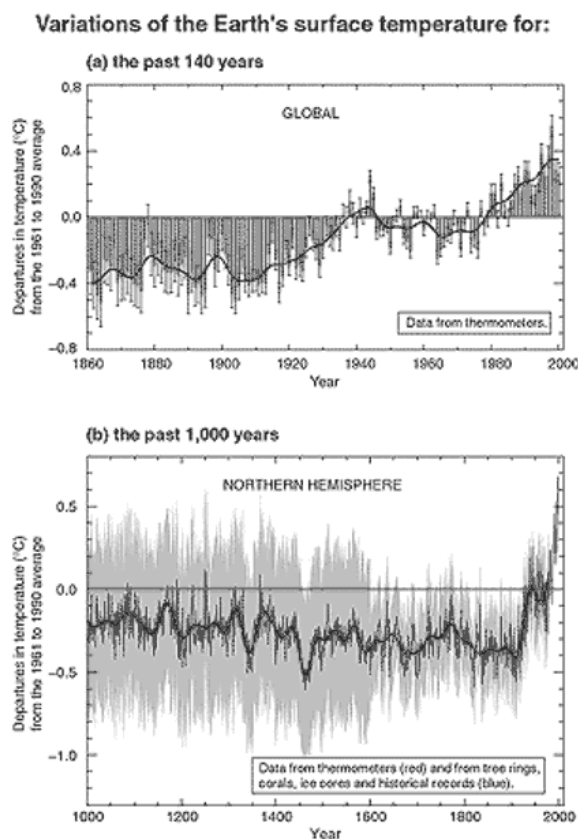 Variations of the Earth's surface temperature for:
(a) the past 140 years
Departures in temperature (°C)
from the 1961 to 1990 average
0.8
0.4
0.0
−0.4
−0.8
GLOBAL
Data from thermometers.
1860 1880 1900 1920 1940 1960 1980 2000
Year
(b) the past 1,000 years
Departures in temperature (°C)
from the 1961 to 1990 average
0.5
0.0
−0.5
−1.0
NORTHERN HEMISPHERE
Data from thermometers (red) and from tree rings,
corals, ice cores and historical records (blue).
1000 1200 1400 1600 1800 2000
Year